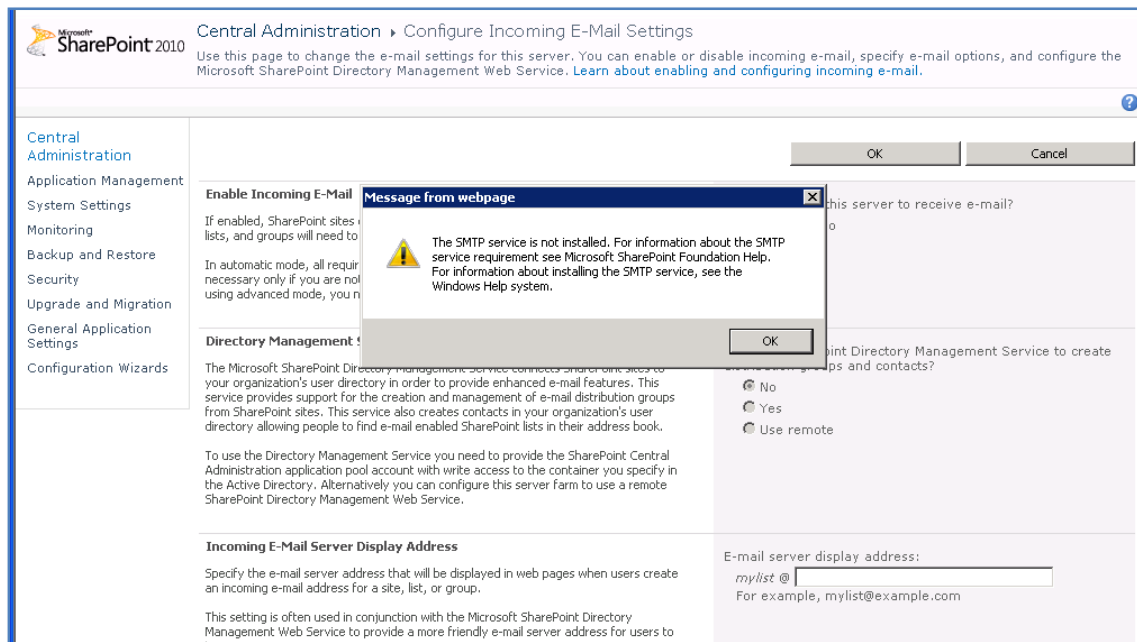 Microsoft®
SharePoint 2010
Central Administration ▸ Configure Incoming E-Mail Settings
Use this page to change the e-mail settings for this server. You can enable or disable incoming e-mail, specify e-mail options, and configure the
Microsoft SharePoint Directory Management Web Service. Learn about enabling and configuring incoming e-mail.
Central
Administration
Application Management
System Settings
Monitoring
Backup and Restore
Security
Upgrade and Migration
General Application
Settings
Configuration Wizards
OK
Cancel
Enable Incoming E-Mail
If enabled, SharePoint sites
lists, and groups will need to
In automatic mode, all requir
necessary only if you are not
using advanced mode, you n
this server to receive e-mail?
o
Message from webpage
The SMTP service is not installed. For information about the SMTP
service requirement see Microsoft SharePoint Foundation Help.
For information about installing the SMTP service, see the
Windows Help system.
OK
Directory Management
The Microsoft SharePoint Directory Management Service connects SharePoint sites to
your organization's user directory in order to provide enhanced e-mail features. This
service provides support for the creation and management of e-mail distribution groups
from SharePoint sites. This service also creates contacts in your organization's user
directory allowing people to find e-mail enabled SharePoint lists in their address book.
To use the Directory Management Service you need to provide the SharePoint Central
Administration application pool account with write access to the container you specify in
the Active Directory. Alternatively you can configure this server farm to use a remote
SharePoint Directory Management Web Service.
oint Directory Management Service to create
distribution groups and contacts?
No
Yes
Use remote
Incoming E-Mail Server Display Address
Specify the e-mail server address that will be displayed in web pages when users create
an incoming e-mail address for a site, list, or group.
This setting is often used in conjunction with the Microsoft SharePoint Directory
Management Web Service to provide a more friendly e-mail server address for users to
E-mail server display address:
mylist @
For example, mylist@example.com